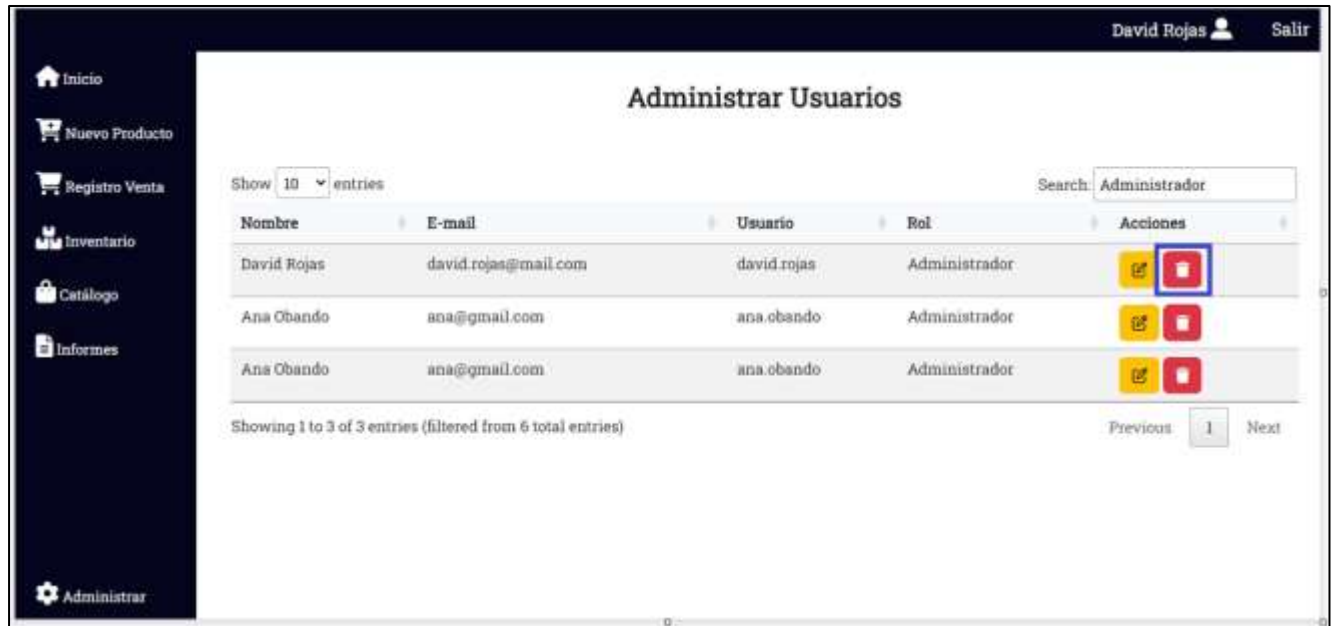 David Rojas Salir
Inicio
Nuevo Producto
Registro Venta
Inventario
Catálogo
Informes
Administrar
Administrar Usuarios
Show 10 entries
Search: Administrador
Nombre E-mail Usuario Rol Acciones
David Rojas david.rojas@mail.com david.rojas Administrador
Ana Obando ana@gmail.com ana.obando Administrador
Ana Obando ana@gmail.com ana.obando Administrador
Showing 1 to 3 of 3 entries (filtered from 6 total entries)
Previous 1 Next